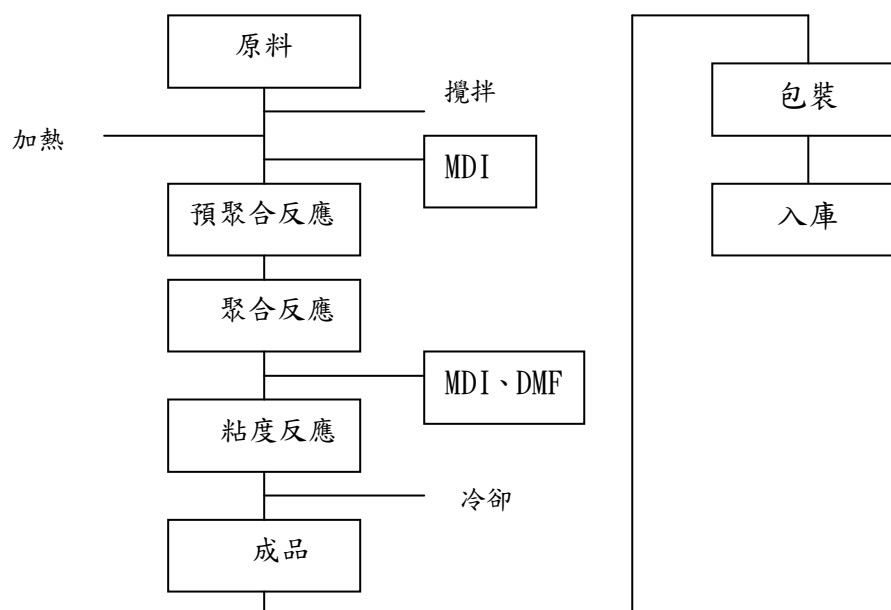 原料
攪拌
加熱
MDI
預聚合反應
聚合反應
MDI、DMF
粘度反應
冷卻
成品
包裝
入庫